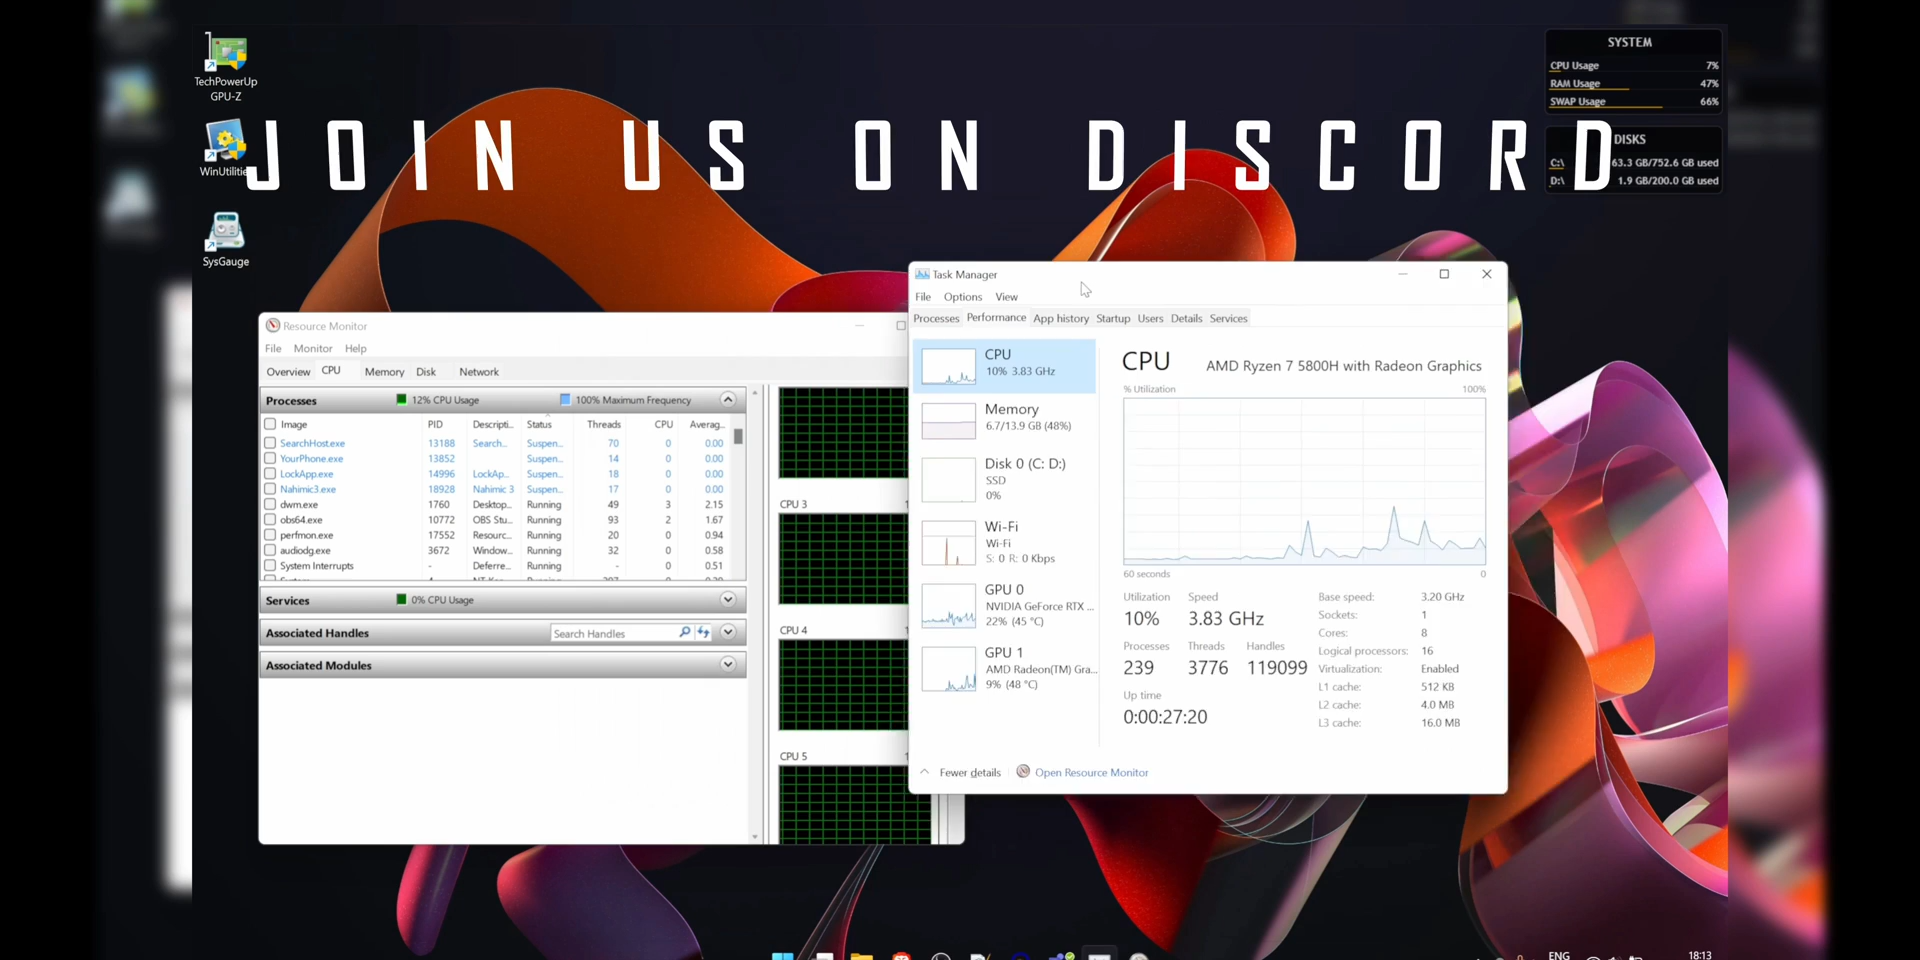 TechPowerUp
GPU-Z
WinUtilitie
SysGauge
JOIN US ON DISCORD
SYSTEM
CPU Usage 7%
RAM Usage 47%
SWAP Usage 66%
DISKS
C:\ 63.3 GB/752.6 GB used
D:\ 1.9 GB/200.0 GB used
Resource Monitor
File Monitor Help
Overview CPU Memory Disk Network
Processes 12% CPU Usage 100% Maximum Frequency
Image PID Descripti... Status Threads CPU Averag...
SearchHost.exe 13188 Search... Suspen... 70 0 0.00
YourPhone.exe 13852 Suspen... 14 0 0.00
LockApp.exe 14996 LockAp... Suspen... 18 0 0.00
Nahimic3.exe 18928 Nahimic 3 Suspen... 17 0 0.00
dwm.exe 1760 Desktop... Running 49 3 2.15
obs64.exe 10772 OBS Stu... Running 93 2 1.67
perfmon.exe 17552 Resourc... Running 20 0 0.94
audiodg.exe 3672 Window... Running 32 0 0.58
System Interrupts - Deferre... Running - 0 0.51
Services 0% CPU Usage
Associated Handles Search Handles
Associated Modules
CPU 3
CPU 4
CPU 5
Task Manager
File Options View
Processes Performance App history Startup Users Details Services
CPU
10% 3.83 GHz
Memory
6.7/13.9 GB (48%)
Disk 0 (C: D:)
SSD
0%
Wi-Fi
Wi-Fi
S: 0 R: 0 Kbps
GPU 0
NVIDIA GeForce RTX ...
22% (45 °C)
GPU 1
AMD Radeon(TM) Gra...
9% (48 °C)
CPU AMD Ryzen 7 5800H with Radeon Graphics
% Utilization 100%
60 seconds 0
Utilization Speed
10% 3.83 GHz
Processes Threads Handles
239 3776 119099
Up time
0:00:27:20
Base speed: 3.20 GHz
Sockets: 1
Cores: 8
Logical processors: 16
Virtualization: Enabled
L1 cache: 512 KB
L2 cache: 4.0 MB
L3 cache: 16.0 MB
Fewer details Open Resource Monitor
ENG
18:13